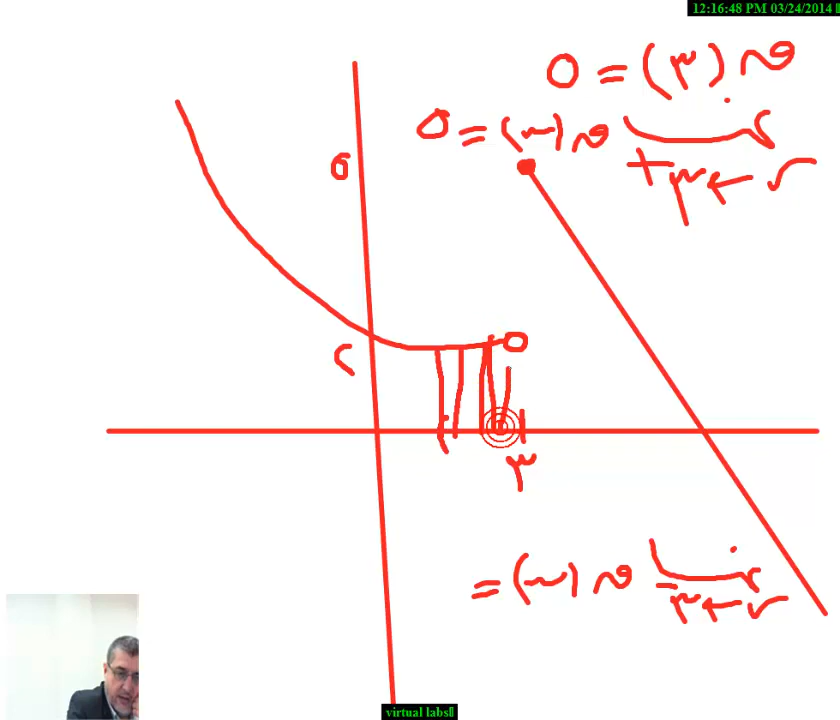 12:16:48 PM 03/24/2014
ق (٣) = ٥
نها ق (س) = ٥
س ← ٣+
٥
٢
٣
نها ق (س) =
س ← ٣-
virtual labs